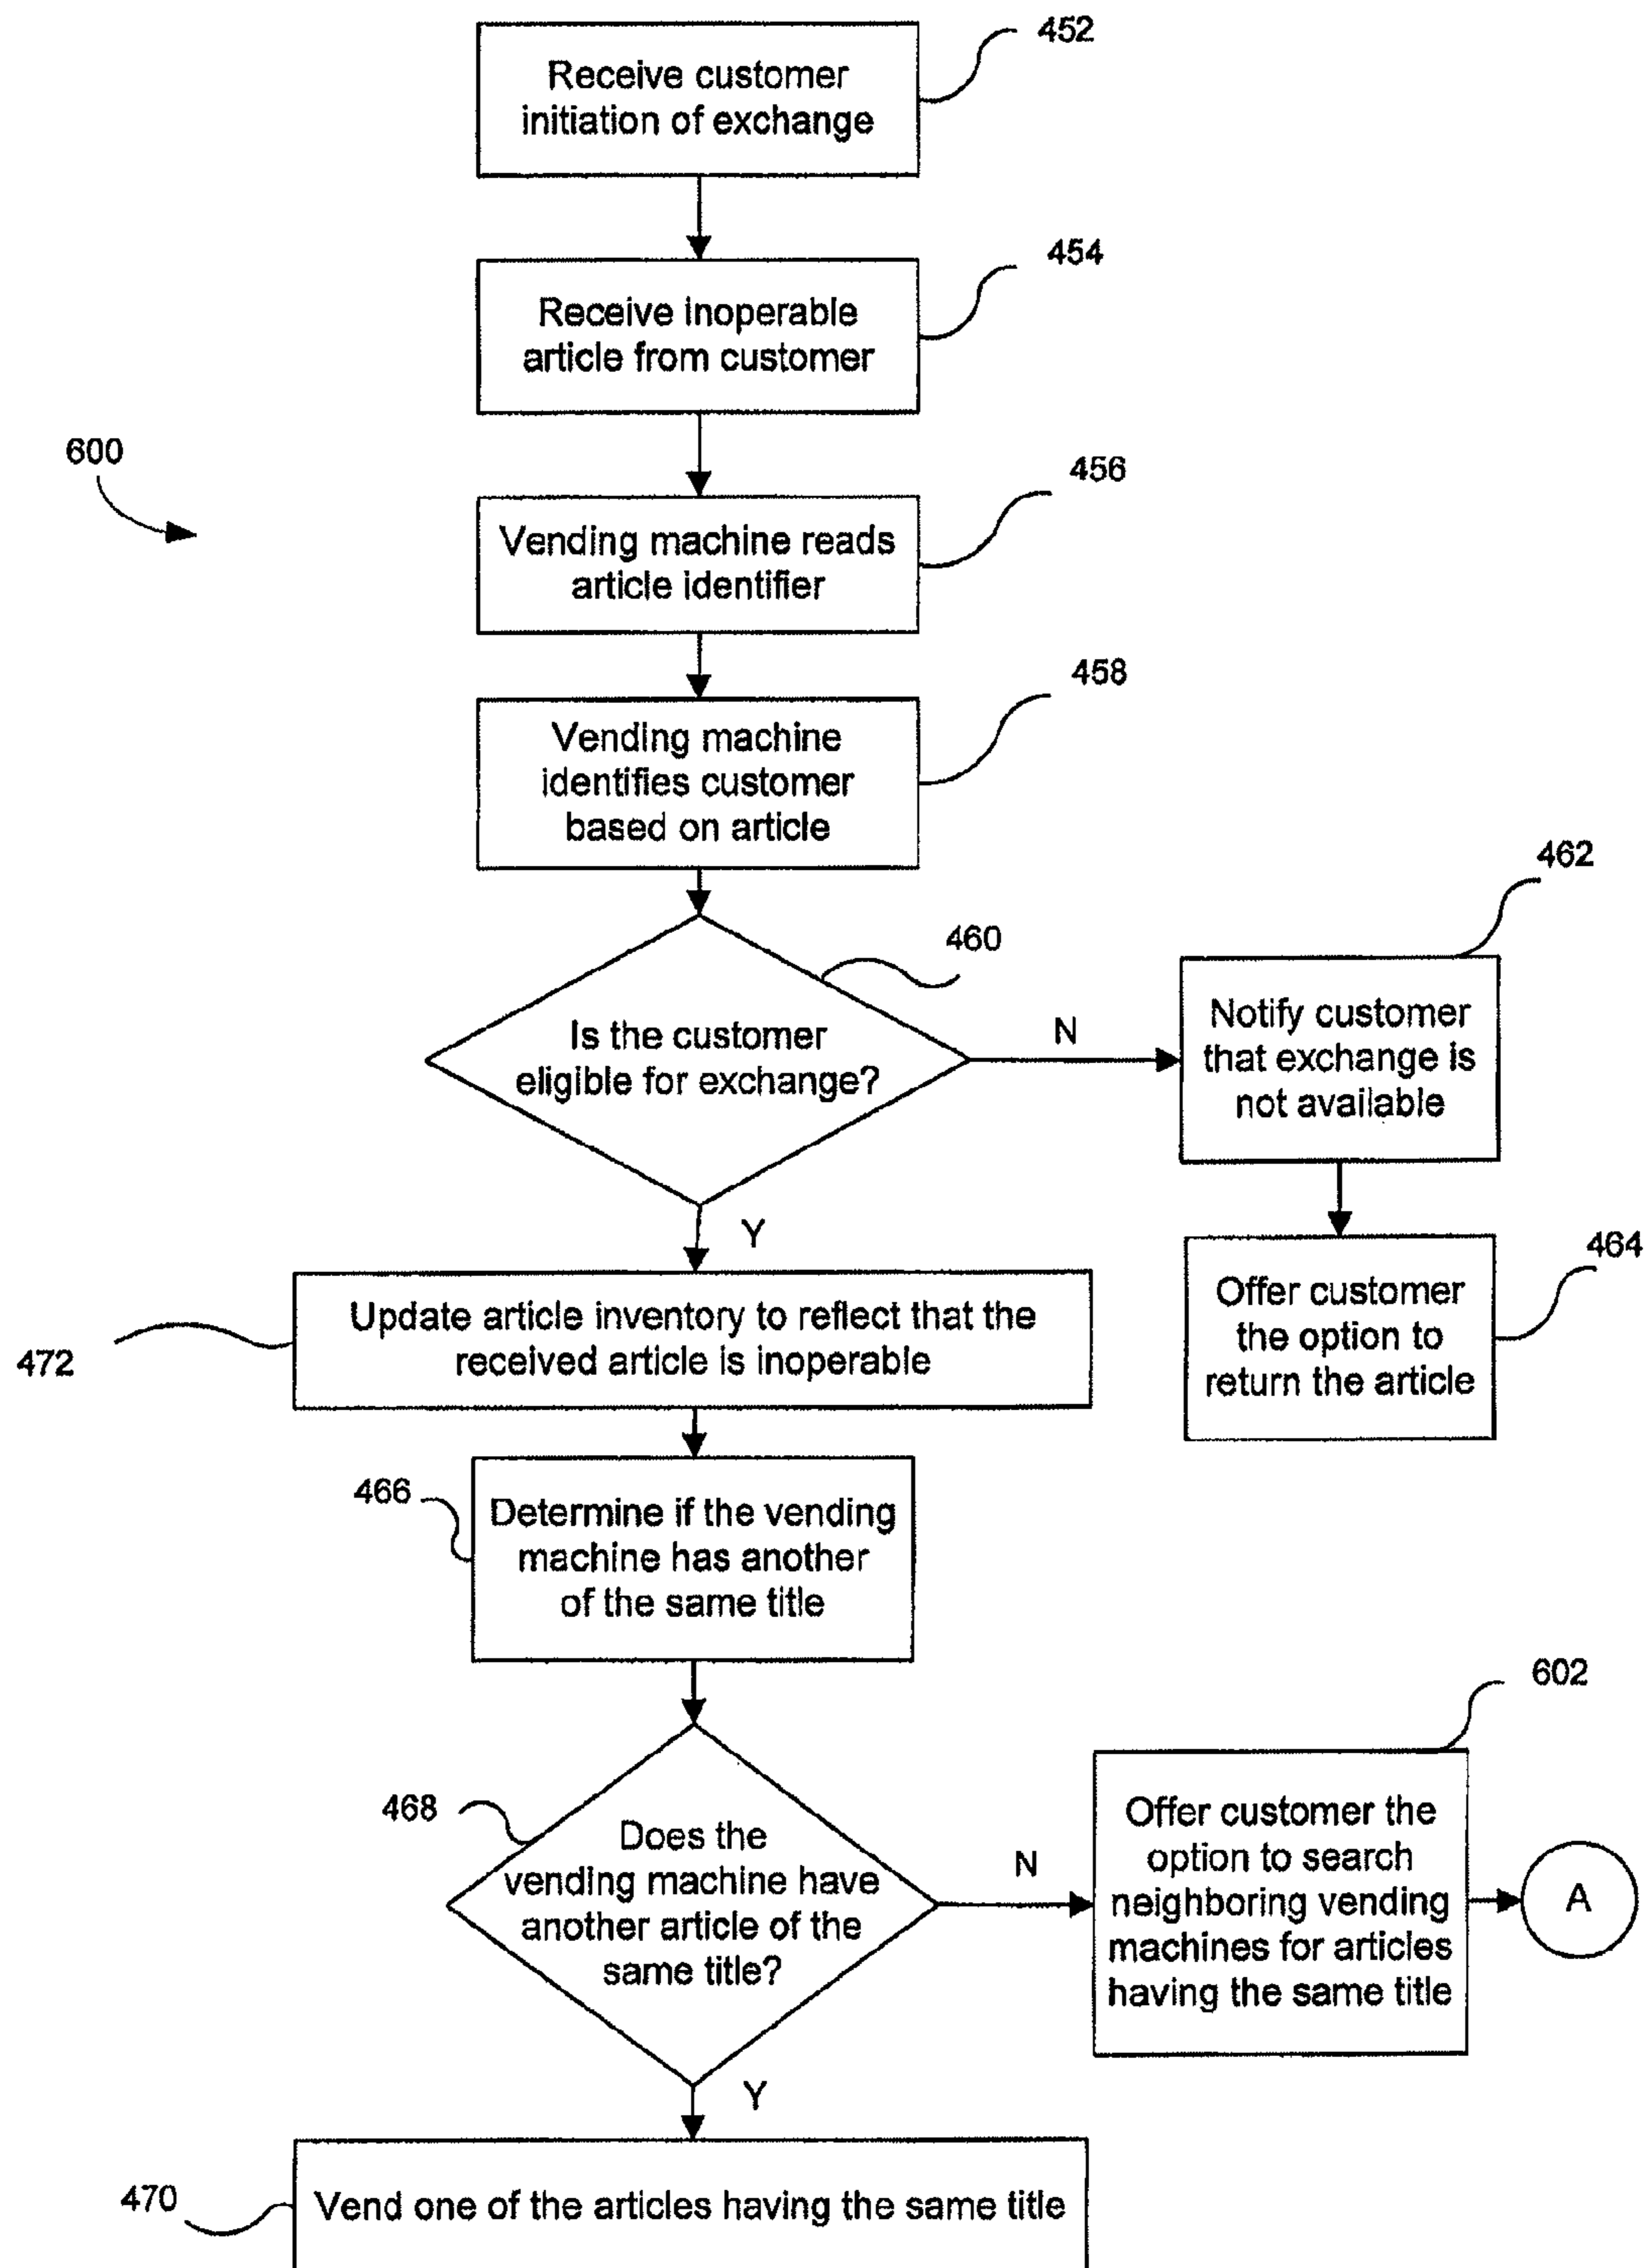 452
Receive customer
initiation of exchange
454
Receive inoperable
article from customer
600
456
Vending machine reads
article identifier
458
Vending machine
identifies customer
based on article
462
460
Is the customer
eligible for exchange?
N
Notify customer
that exchange is
not available
Y
464
Offer customer
the option to
return the article
472
Update article inventory to reflect that the
received article is inoperable
466
Determine if the vending
machine has another
of the same title
602
468
Does the
vending machine have
another article of the
same title?
N
Offer customer the
option to search
neighboring vending
machines for articles
having the same title
A
Y
470
Vend one of the articles having the same title